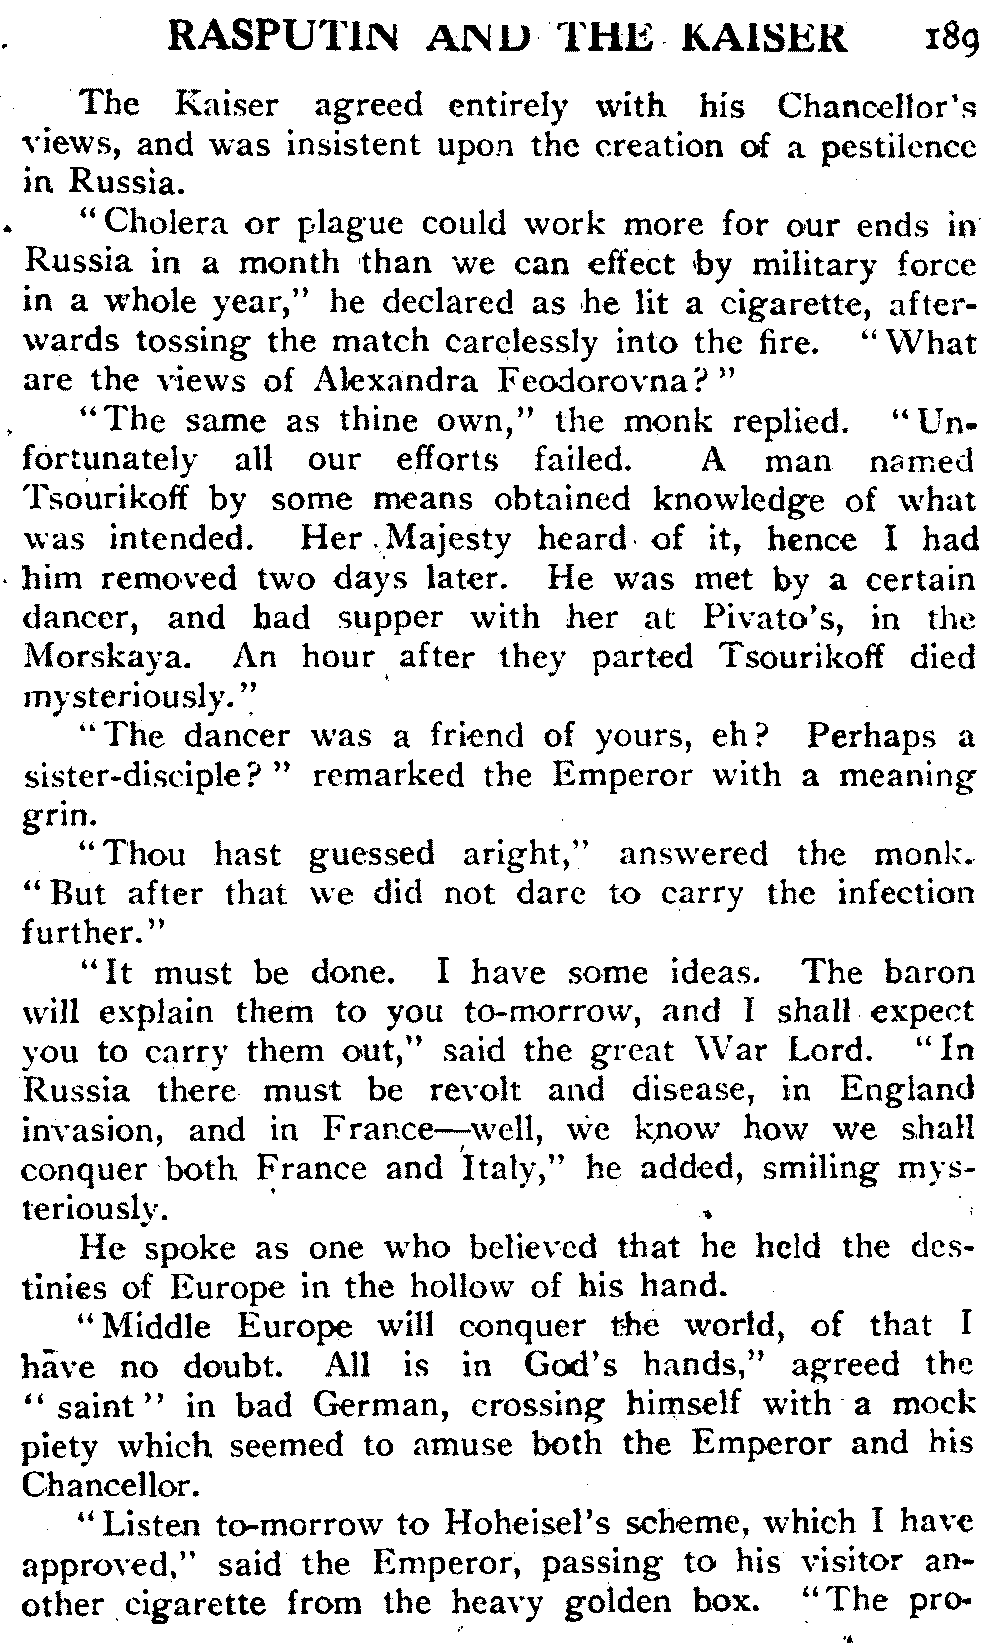 RASPUTIN AND THE KAISER 189
The Kaiser agreed entirely with his Chancellor's
views, and was insistent upon the creation of a pestilence
in Russia.
"Cholera or plague could work more for our ends in
Russia in a month than we can effect by military force
in a whole year," he declared as he lit a cigarette, after-
wards tossing the match carelessly into the fire. "What
are the views of Alexandra Feodorovna?"
"The same as thine own," the monk replied. "Un-
fortunately all our efforts failed. A man named
Tsourikoff by some means obtained knowledge of what
was intended. Her Majesty heard of it, hence I had
him removed two days later. He was met by a certain
dancer, and had supper with her at Pivato's, in the
Morskaya. An hour after they parted Tsourikoff died
mysteriously."
"The dancer was a friend of yours, eh? Perhaps a
sister-disciple?" remarked the Emperor with a meaning
grin.
"Thou hast guessed aright," answered the monk.
"But after that we did not dare to carry the infection
further."
"It must be done. I have some ideas. The baron
will explain them to you to-morrow, and I shall expect
you to carry them out," said the great War Lord. "In
Russia there must be revolt and disease, in England
invasion, and in France—well, we know how we shall
conquer both France and Italy," he added, smiling mys-
teriously.
He spoke as one who believed that he held the des-
tinies of Europe in the hollow of his hand.
"Middle Europe will conquer the world, of that I
have no doubt. All is in God's hands," agreed the
"saint" in bad German, crossing himself with a mock
piety which seemed to amuse both the Emperor and his
Chancellor.
"Listen to-morrow to Hoheisel's scheme, which I have
approved," said the Emperor, passing to his visitor an-
other cigarette from the heavy golden box. "The pro-